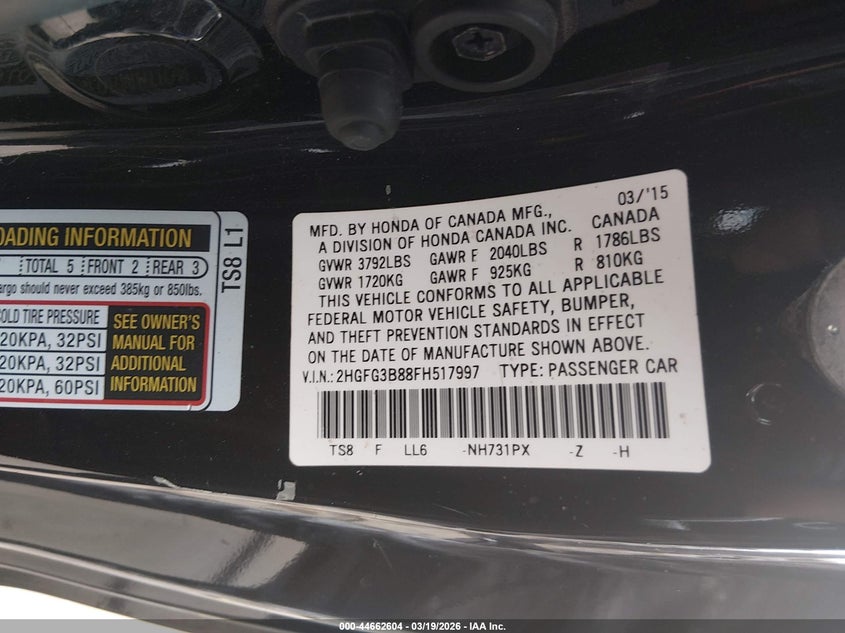 OADING INFORMATION
TOTAL 5 FRONT 2 REAR 3
argo should never exceed 385kg or 850lbs.
OLD TIRE PRESSURE
20KPA, 32PSI
20KPA, 32PSI
20KPA, 60PSI
SEE OWNER'S
MANUAL FOR
ADDITIONAL
INFORMATION
TS8 L1
03/'15
MFD. BY HONDA OF CANADA MFG.,
A DIVISION OF HONDA CANADA INC. CANADA
GVWR 3792LBS GAWR F 2040LBS R 1786LBS
GVWR 1720KG GAWR F 925KG R 810KG
THIS VEHICLE CONFORMS TO ALL APPLICABLE
FEDERAL MOTOR VEHICLE SAFETY, BUMPER,
AND THEFT PREVENTION STANDARDS IN EFFECT
ON THE DATE OF MANUFACTURE SHOWN ABOVE.
V.I.N.: 2HGFG3B88FH517997 TYPE: PASSENGER CAR
TS8 F LL6 -NH731PX -Z -H
000-44662604 - 03/19/2026 - IAA Inc.